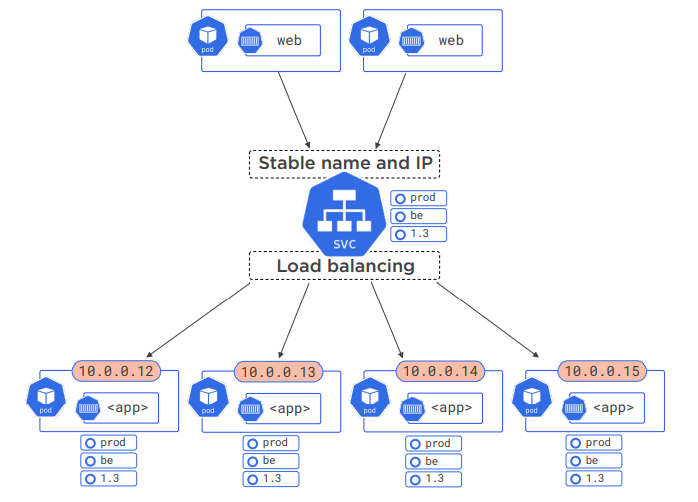 pod
web
pod
web
Stable name and IP
svc
prod
be
1.3
Load balancing
10.0.0.12
pod
<app>
prod
be
1.3
10.0.0.13
pod
<app>
prod
be
1.3
10.0.0.14
pod
<app>
prod
be
1.3
10.0.0.15
pod
<app>
prod
be
1.3